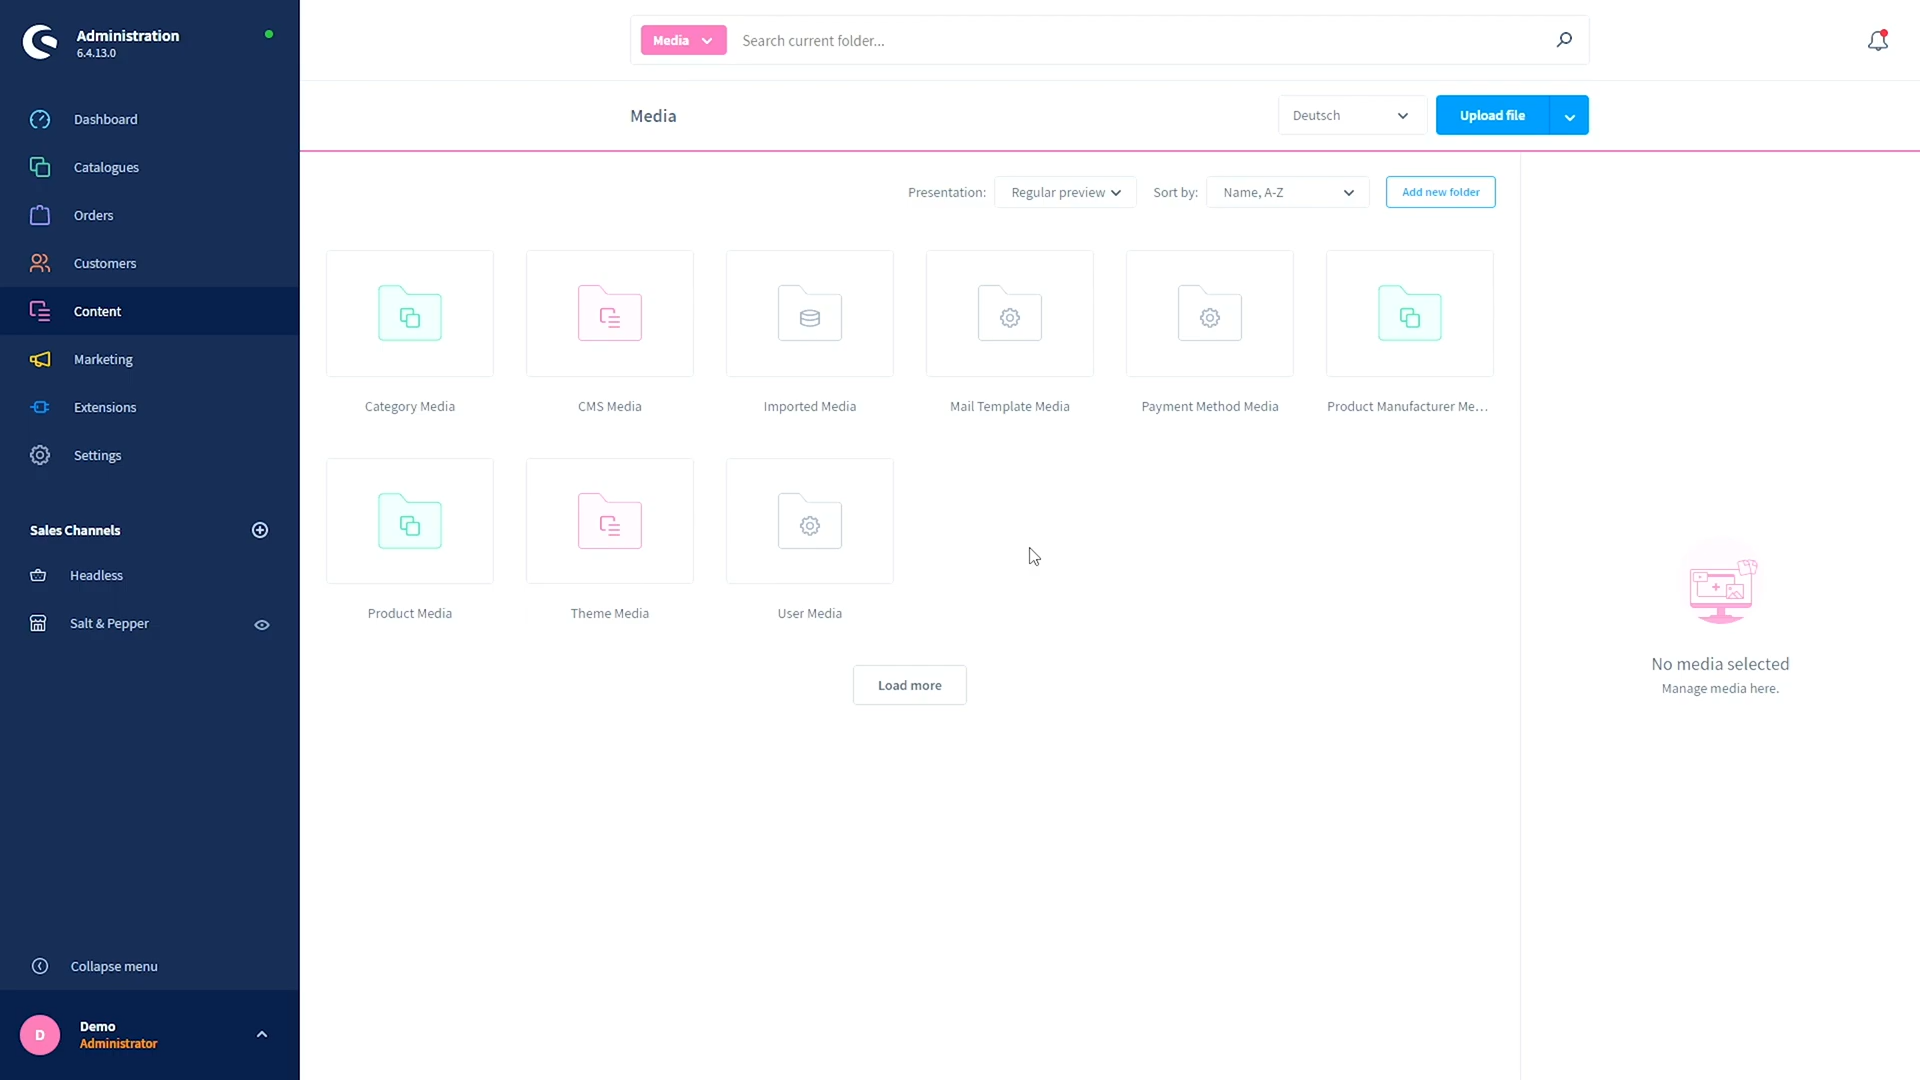 Administration
6.4.13.0
Dashboard
Catalogues
Orders
Customers
Content
Marketing
Extensions
Settings
Sales Channels
Headless
Salt & Pepper
Collapse menu
D
Demo
Administrator
Media
Search current folder...
Media
Deutsch
Upload file
Presentation:
Regular preview
Sort by:
Name, A-Z
Add new folder
Category Media
CMS Media
Imported Media
Mail Template Media
Payment Method Media
Product Manufacturer Me...
Product Media
Theme Media
User Media
Load more
No media selected
Manage media here.